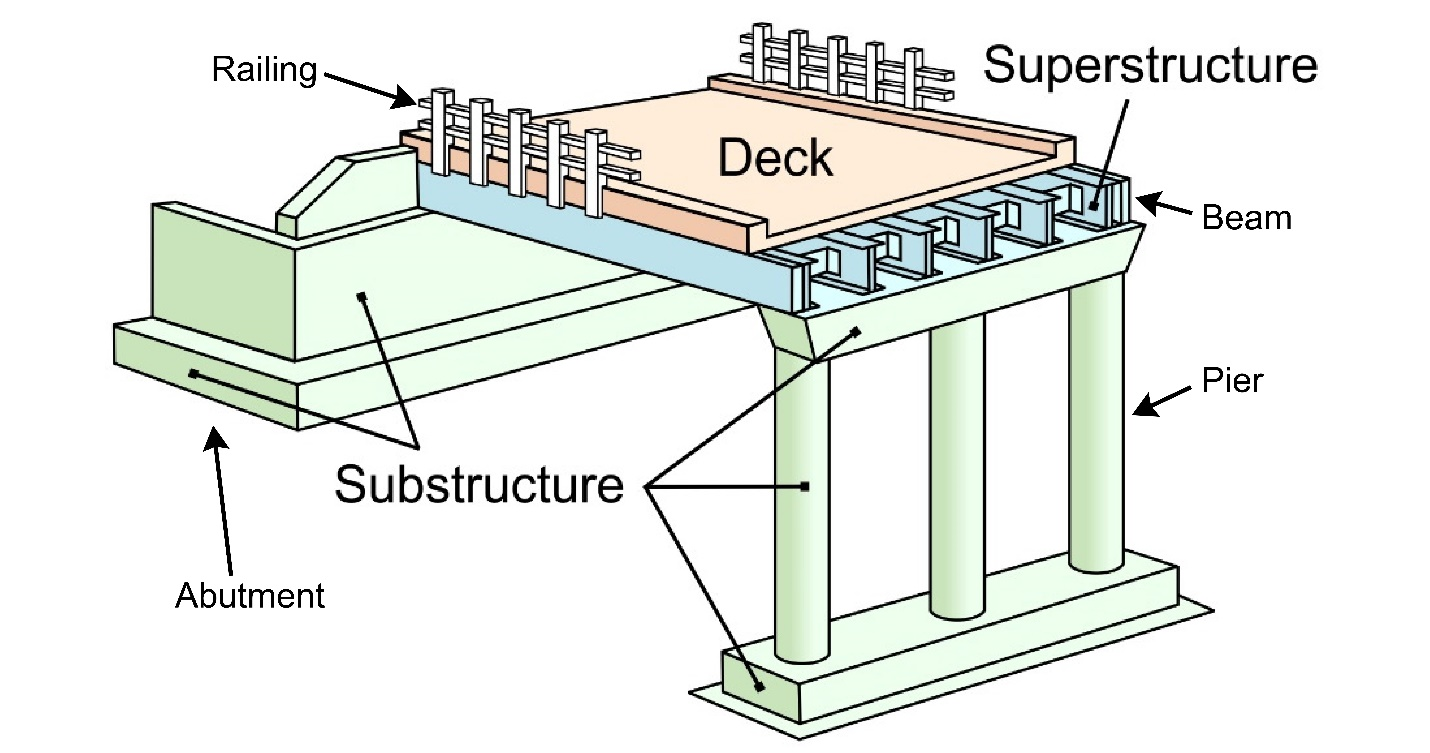 Railing
Superstructure
Deck
Beam
Pier
Substructure
Abutment